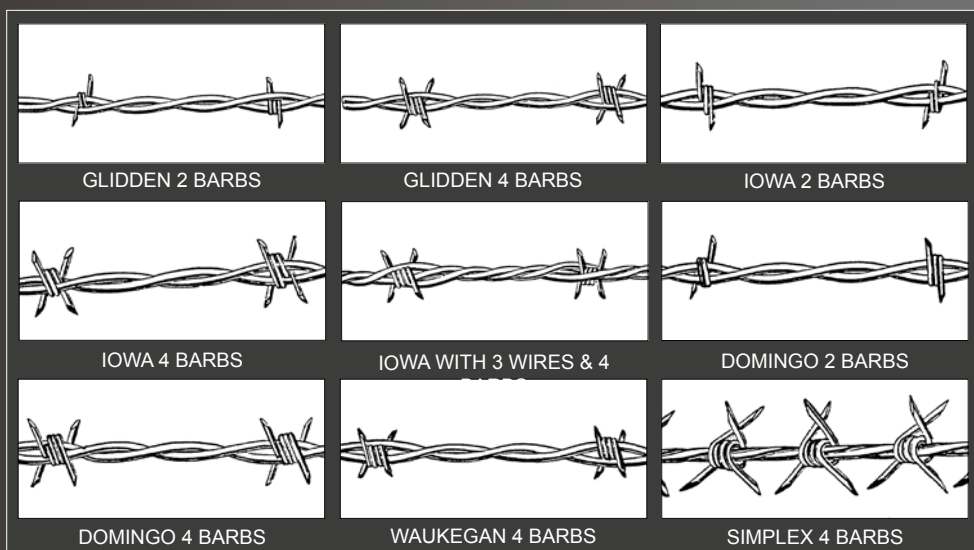 GLIDDEN 2 BARBS
GLIDDEN 4 BARBS
IOWA 2 BARBS
IOWA 4 BARBS
IOWA WITH 3 WIRES & 4
BARBS
DOMINGO 2 BARBS
DOMINGO 4 BARBS
WAUKEGAN 4 BARBS
SIMPLEX 4 BARBS